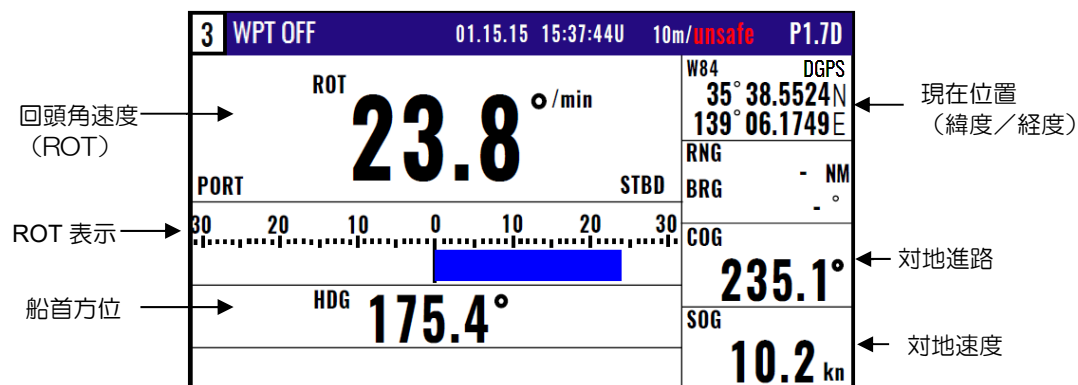 3 WPT OFF 01.15.15 15:37:44U 10m/unsafe P1.7D
回頭角速度
（ROT）
ROT 23.8°/min
PORT STBD
W84 DGPS
35°38.5524N
139°06.1749E
現在位置
（緯度／経度）
RNG - NM
BRG - °
ROT 表示
30 20 10 0 10 20 30
COG
235.1°
対地進路
船首方位
HDG 175.4°
SOG
10.2 kn
対地速度